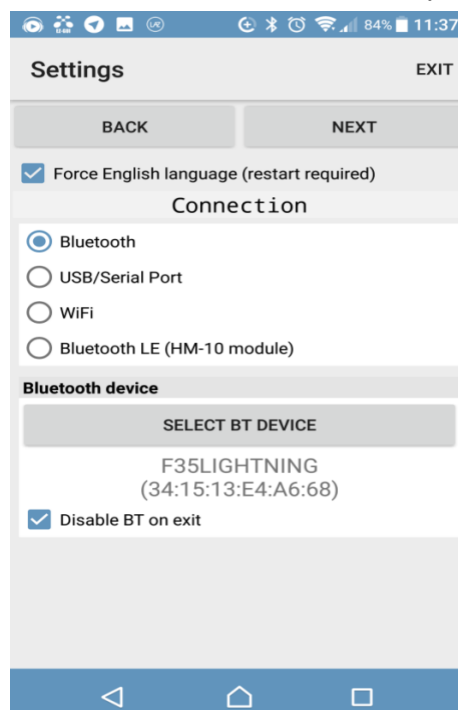 84% 11:37
Settings EXIT
BACK NEXT
Force English language (restart required)
Connection
Bluetooth
USB/Serial Port
WiFi
Bluetooth LE (HM-10 module)
Bluetooth device
SELECT BT DEVICE
F35LIGHTNING
(34:15:13:E4:A6:68)
Disable BT on exit